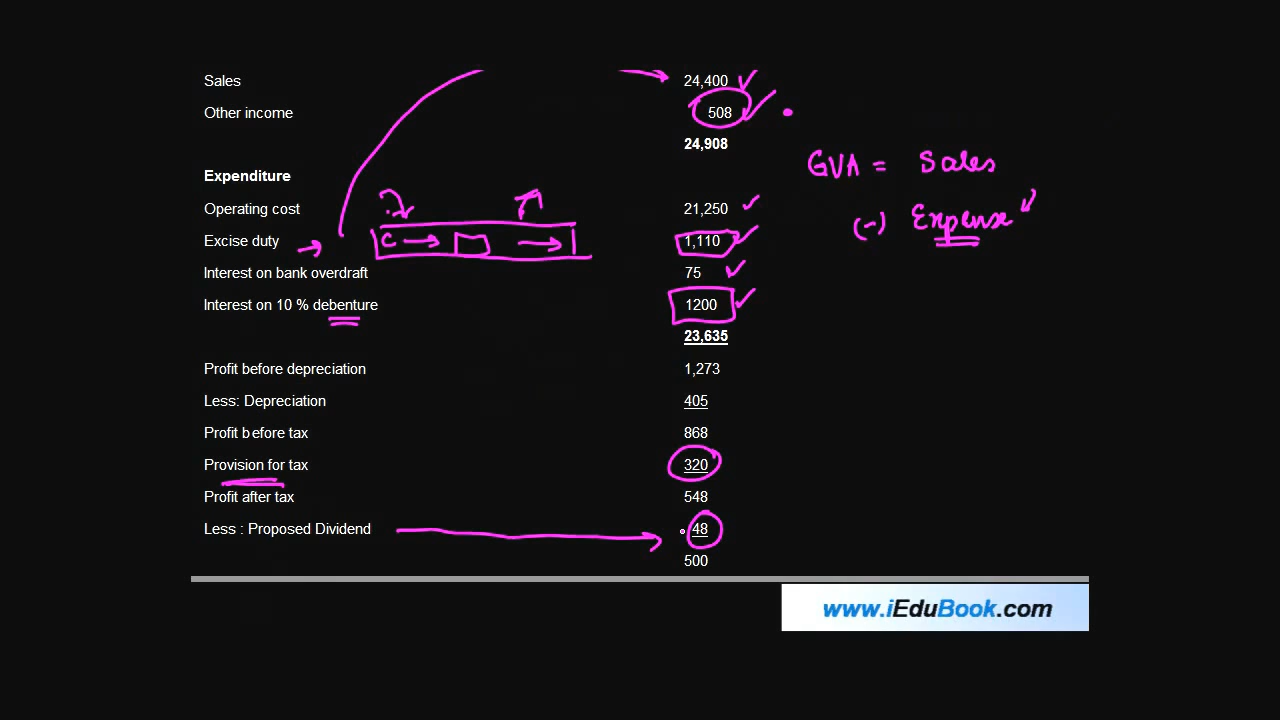 Sales 24,400
Other income 508
24,908
GVA = Sales
Expenditure
Operating cost 21,250
(-) Expense
Excise duty C 1,110
Interest on bank overdraft 75
Interest on 10 % debenture 1200
23,635
Profit before depreciation 1,273
Less: Depreciation 405
Profit before tax 868
Provision for tax 320
Profit after tax 548
Less : Proposed Dividend 48
500
www.iEduBook.com